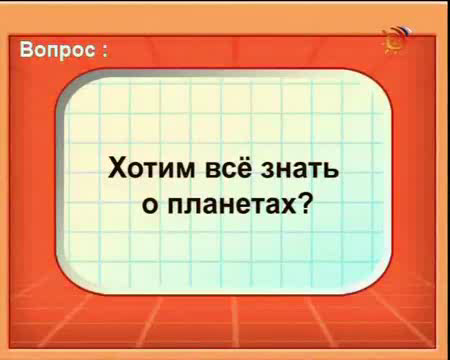 Вопрос :
Хотим всё знать
о планетах?